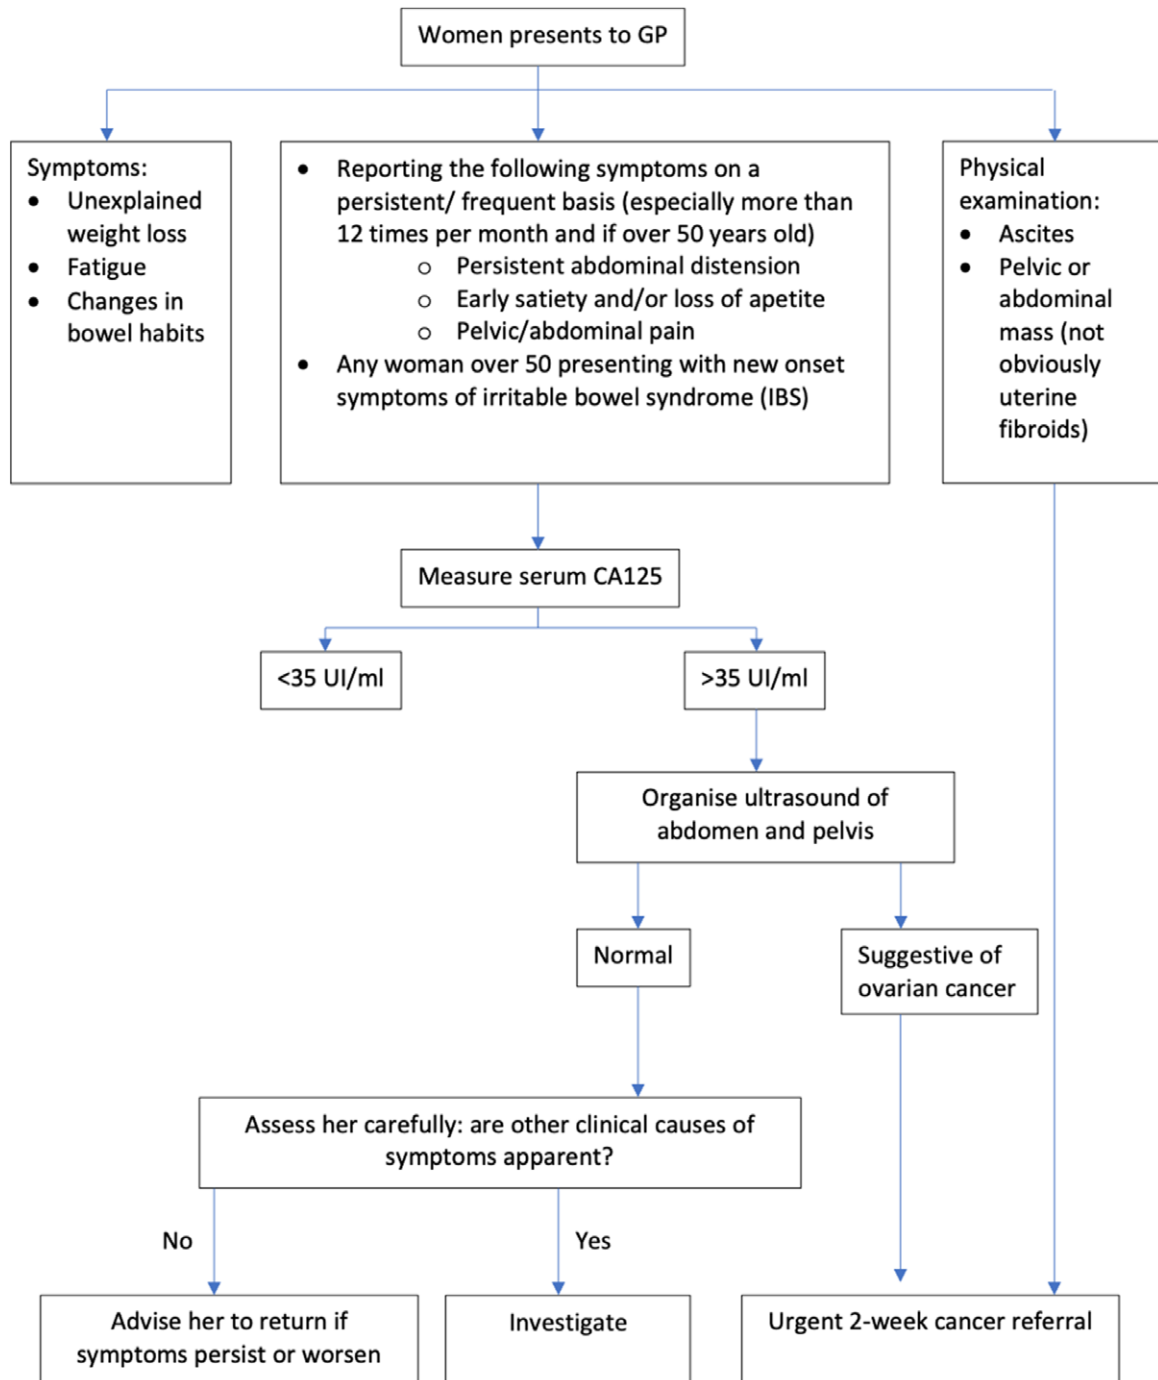 Women presents to GP
Symptoms:
• Unexplained
weight loss
• Fatigue
• Changes in
bowel habits
• Reporting the following symptoms on a
persistent/ frequent basis (especially more than
12 times per month and if over 50 years old)
o Persistent abdominal distension
o Early satiety and/or loss of apetite
o Pelvic/abdominal pain
• Any woman over 50 presenting with new onset
symptoms of irritable bowel syndrome (IBS)
Physical
examination:
• Ascites
• Pelvic or
abdominal
mass (not
obviously
uterine
fibroids)
Measure serum CA125
<35 UI/ml
>35 UI/ml
Organise ultrasound of
abdomen and pelvis
Normal
Suggestive of
ovarian cancer
Assess her carefully: are other clinical causes of
symptoms apparent?
No
Yes
Advise her to return if
symptoms persist or worsen
Investigate
Urgent 2-week cancer referral